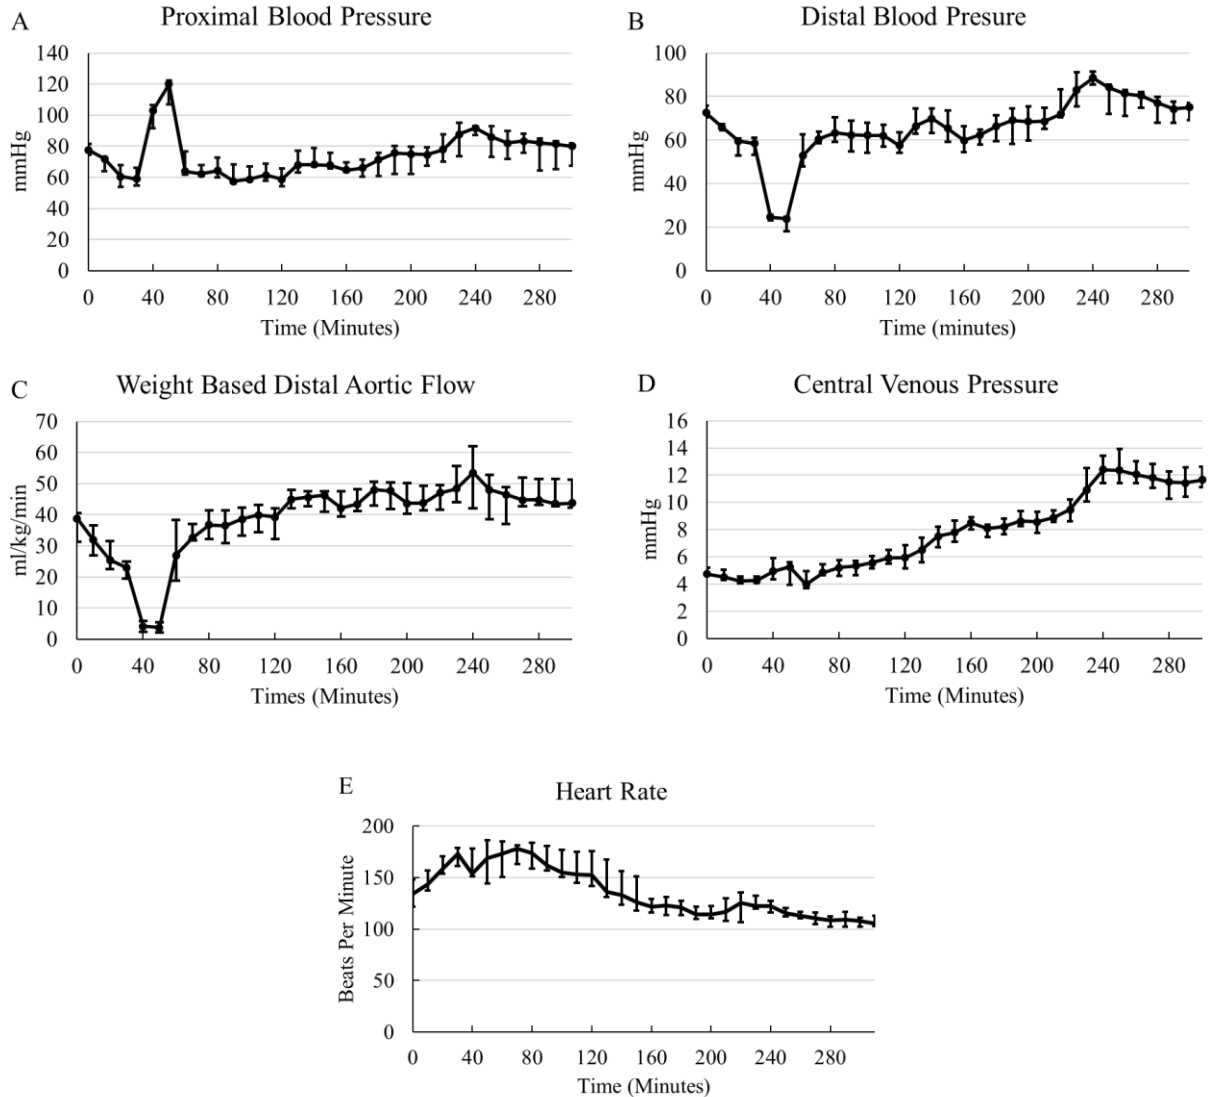 A
Proximal Blood Pressure
140
120
100
80
60
40
20
0
mmHg
0 40 80 120 160 200 240 280
Time (Minutes)
B
Distal Blood Presure
100
80
60
40
20
0
mmHg
0 40 80 120 160 200 240 280
Time (minutes)
C
Weight Based Distal Aortic Flow
70
60
50
40
30
20
10
0
ml/kg/min
0 40 80 120 160 200 240 280
Times (Minutes)
D
Central Venous Pressure
16
14
12
10
8
6
4
2
0
mmHg
0 40 80 120 160 200 240 280
Time (Minutes)
E
Heart Rate
200
150
100
50
0
Beats Per Minute
0 40 80 120 160 200 240 280
Time (Minutes)